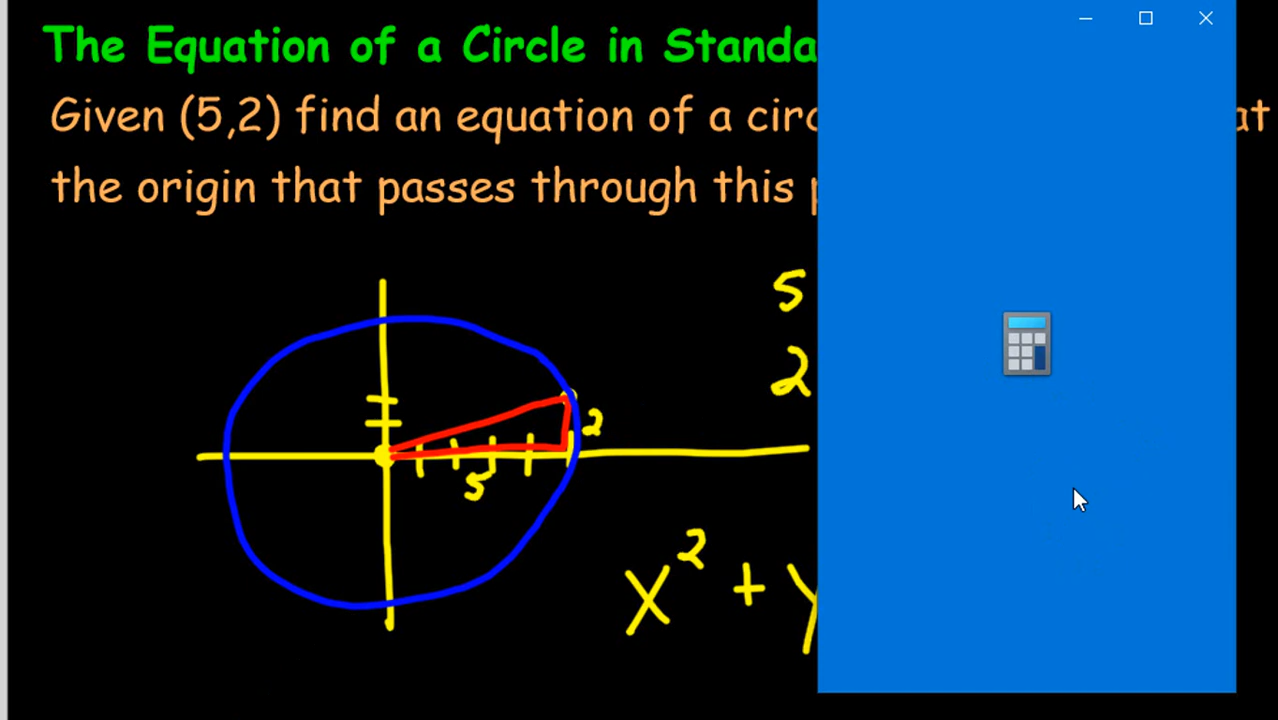 The Equation of a Circle in Standa
Given (5,2) find an equation of a circ at
the origin that passes through this p
5
2
2
5
x² + y